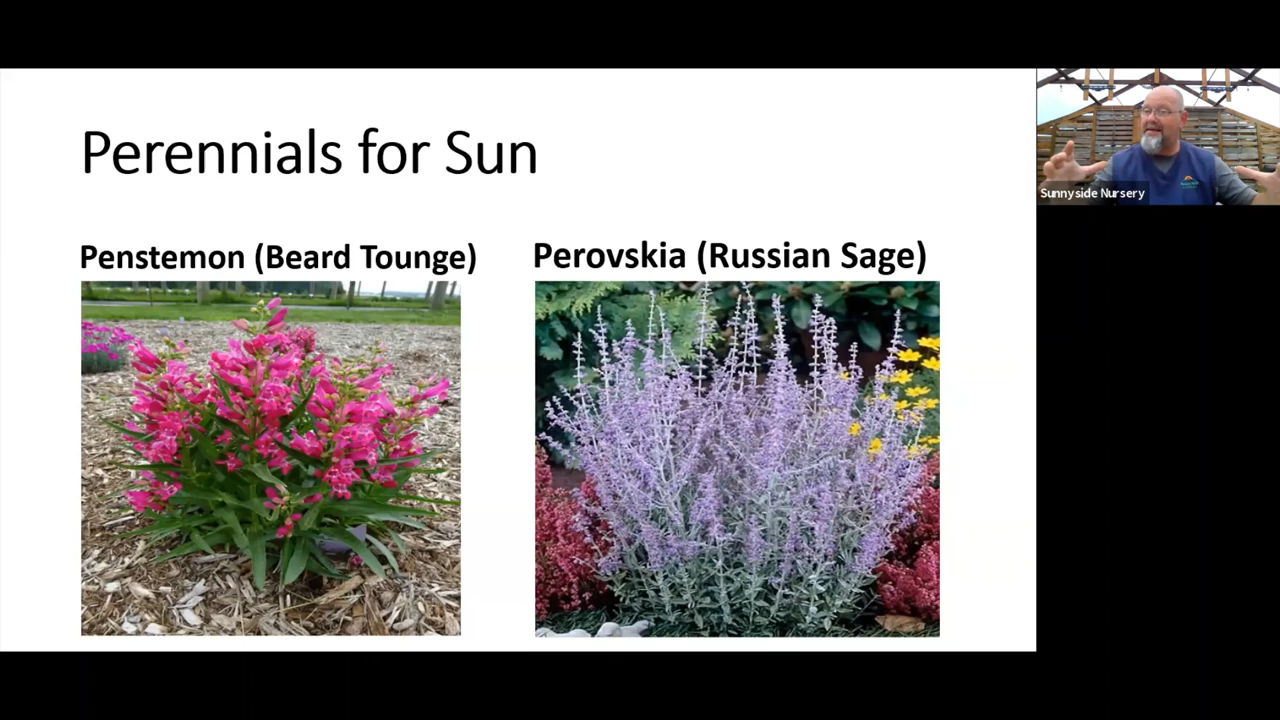 Perennials for Sun
Penstemon (Beard Tounge)
Perovskia (Russian Sage)
Sunnyside Nursery